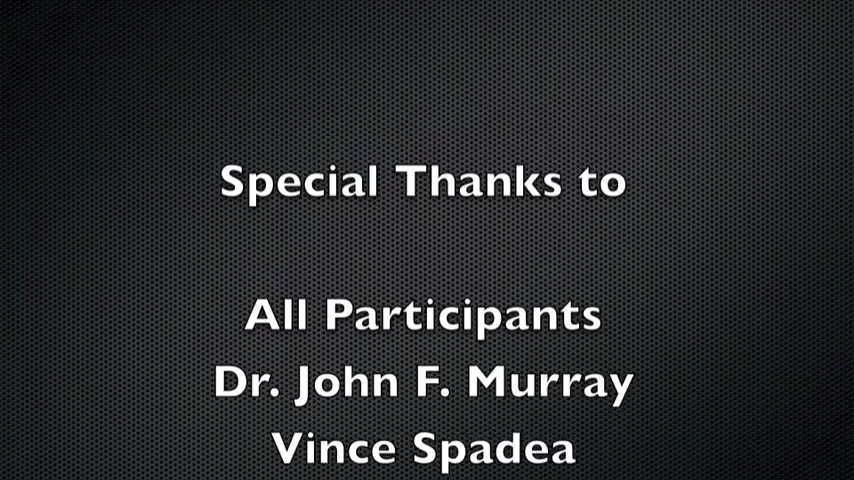 Special Thanks to
All Participants
Dr. John F. Murray
Vince Spadea